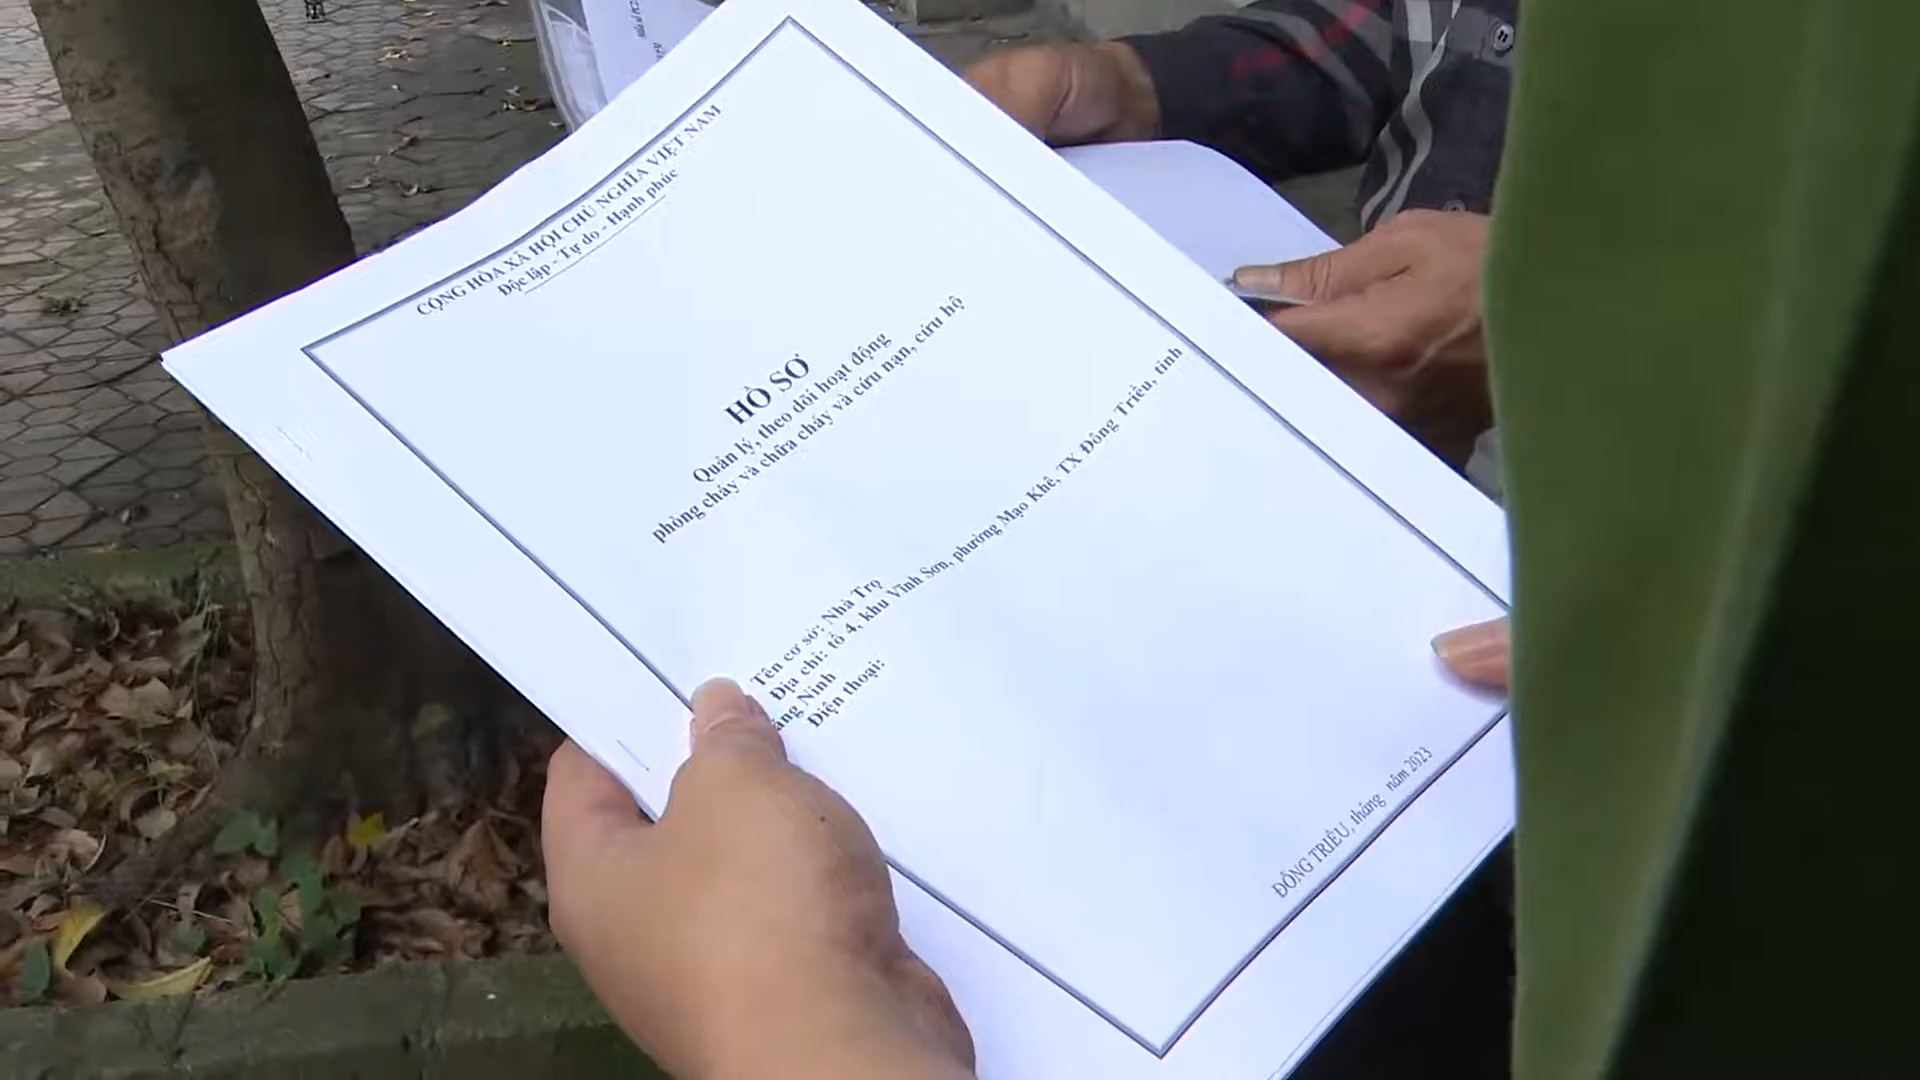 CỘNG HÒA XÃ HỘI CHỦ NGHĨA VIỆT NAM
Độc lập - Tự do - Hạnh phúc
HỒ SƠ
Quản lý, theo dõi hoạt động
phòng cháy và chữa cháy và cứu nạn, cứu hộ
Tên cơ sở: Nhà Trọ
Địa chỉ: tổ 4, khu Vĩnh Sơn, phường Mạo Khê, TX Đông Triều, tỉnh
Ninh
Điện thoại:
ĐÔNG TRIỀU, tháng năm 2023